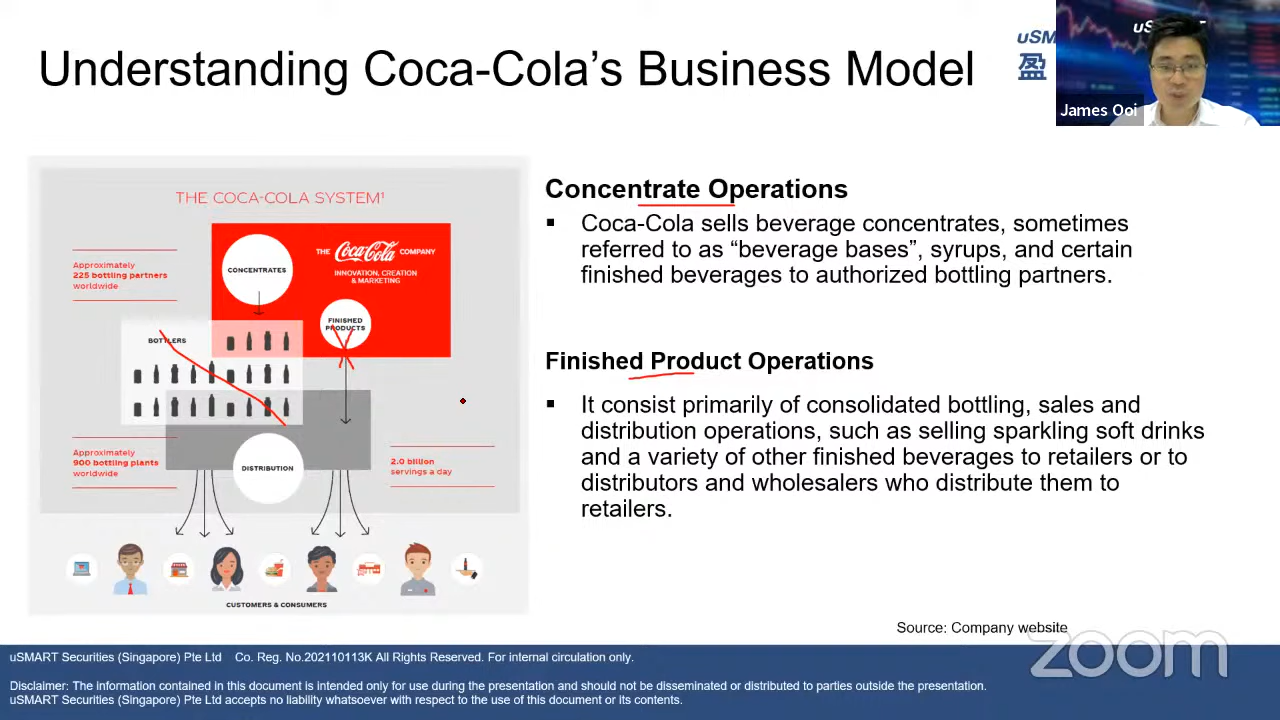 Understanding Coca-Cola's Business Model
uSM
盈
uS
James Ooi
THE COCA-COLA SYSTEM¹
Approximately
225 bottling partners
worldwide
CONCENTRATES
THE Coca-Cola COMPANY
INNOVATION, CREATION
& MARKETING
FINISHED
PRODUCTS
BOTTLERS
Approximately
900 bottling plants
worldwide
DISTRIBUTION
2.0 billion
servings a day
CUSTOMERS & CONSUMERS
Concentrate Operations
▪ Coca-Cola sells beverage concentrates, sometimes
referred to as “beverage bases”, syrups, and certain
finished beverages to authorized bottling partners.
Finished Product Operations
▪ It consist primarily of consolidated bottling, sales and
distribution operations, such as selling sparkling soft drinks
and a variety of other finished beverages to retailers or to
distributors and wholesalers who distribute them to
retailers.
Source: Company website
zoom
uSMART Securities (Singapore) Pte Ltd Co. Reg. No.202110113K All Rights Reserved. For internal circulation only.
Disclaimer: The information contained in this document is intended only for use during the presentation and should not be disseminated or distributed to parties outside the presentation.
uSMART Securities (Singapore) Pte Ltd accepts no liability whatsoever with respect to the use of this document or its contents.